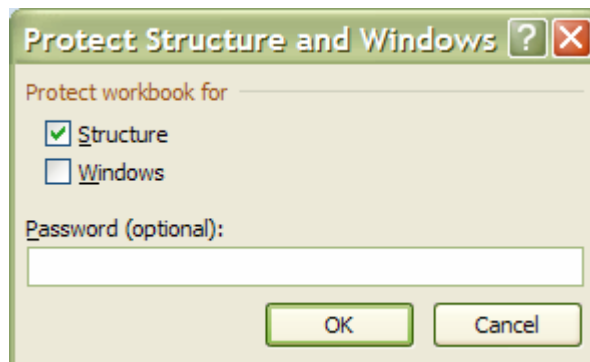 Protect Structure and Windows ?
Protect workbook for
Structure
Windows
Password (optional):
OK Cancel